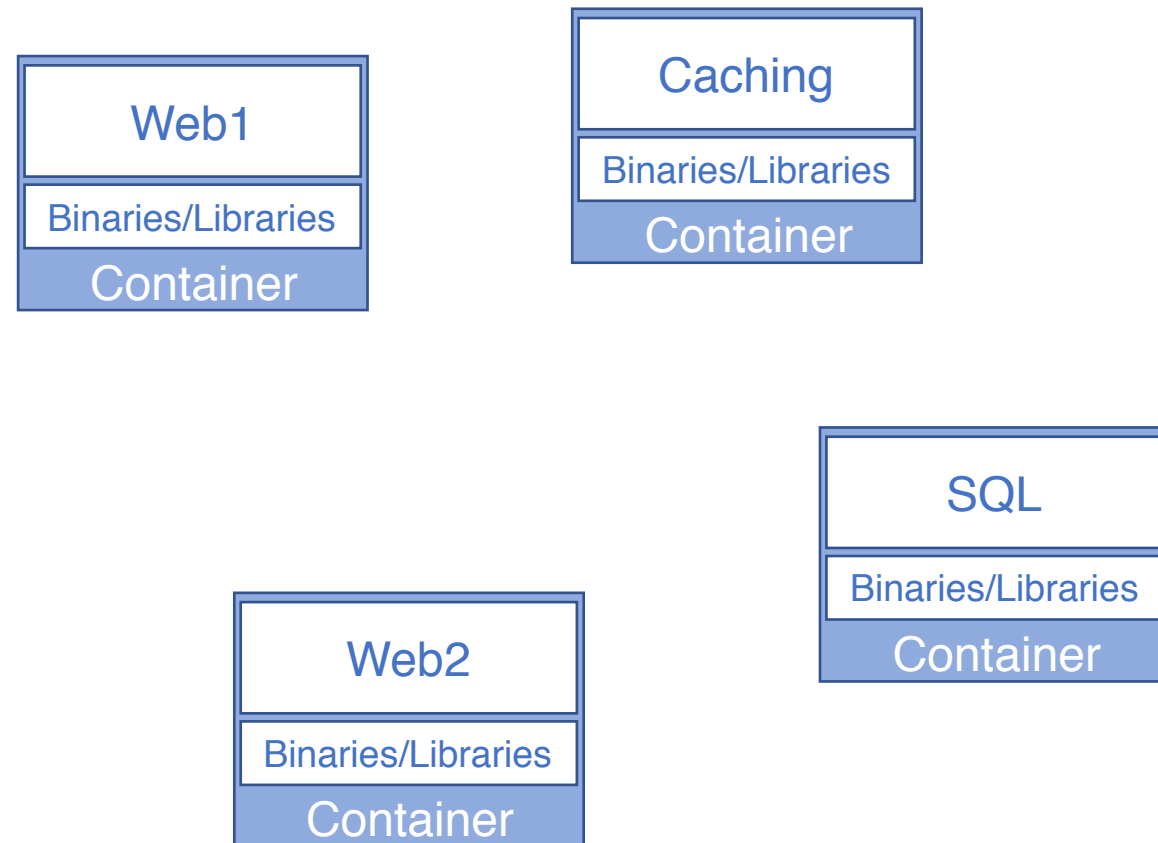 Web1
Binaries/Libraries
Container
Caching
Binaries/Libraries
Container
SQL
Binaries/Libraries
Container
Web2
Binaries/Libraries
Container